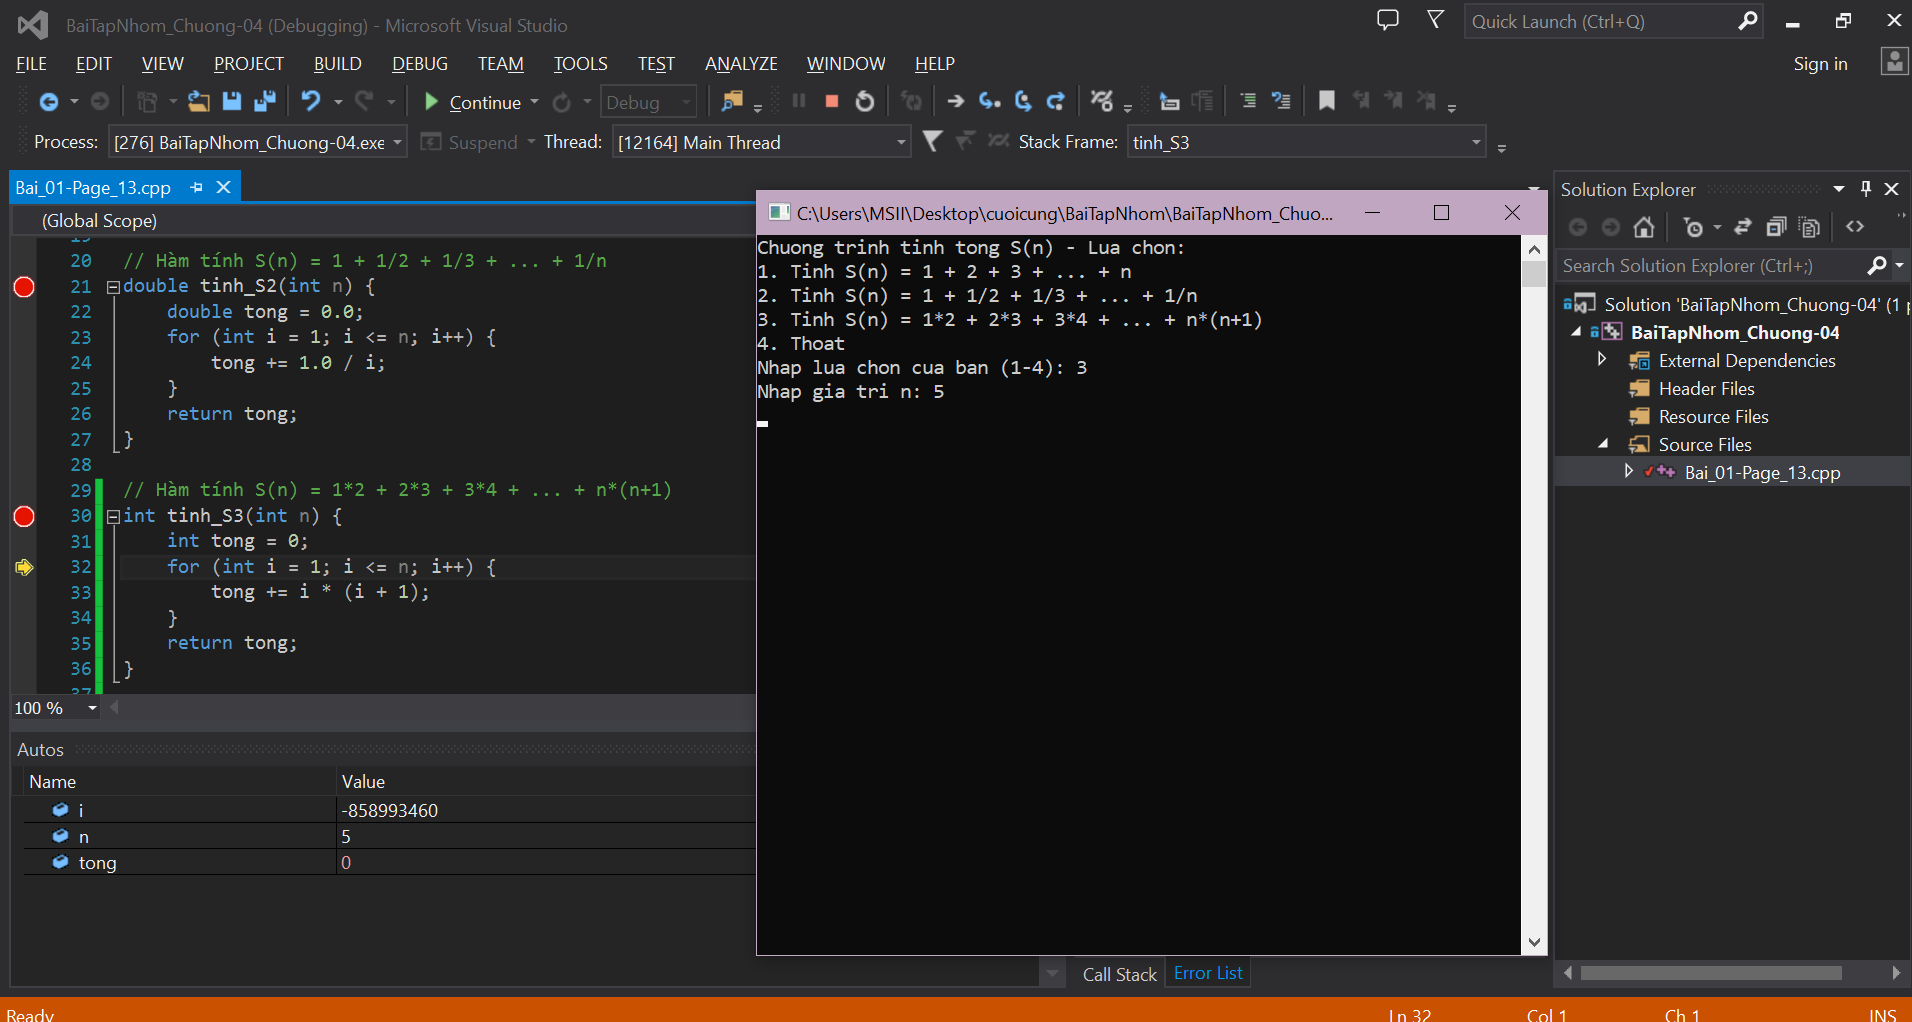 BaiTapNhom_Chuong-04 (Debugging) - Microsoft Visual Studio
Quick Launch (Ctrl+Q)
FILE EDIT VIEW PROJECT BUILD DEBUG TEAM TOOLS TEST ANALYZE WINDOW HELP
Sign in
Continue
Debug
Process: [276] BaiTapNhom_Chuong-04.exe
Suspend
Thread: [12164] Main Thread
Stack Frame: tinh_S3
Bai_01-Page_13.cpp
(Global Scope)
19
20 // Hàm tính S(n) = 1 + 1/2 + 1/3 + ... + 1/n
21 double tinh_S2(int n) {
22 double tong = 0.0;
23 for (int i = 1; i <= n; i++) {
24 tong += 1.0 / i;
25 }
26 return tong;
27 }
28
29 // Hàm tính S(n) = 1*2 + 2*3 + 3*4 + ... + n*(n+1)
30 int tinh_S3(int n) {
31 int tong = 0;
32 for (int i = 1; i <= n; i++) {
33 tong += i * (i + 1);
34 }
35 return tong;
36 }
37
100 %
Autos
Name Value
i -858993460
n 5
tong 0
C:\Users\MSII\Desktop\cuoicung\BaiTapNhom\BaiTapNhom_Chuo...
Chuong trinh tinh tong S(n) - Lua chon:
1. Tinh S(n) = 1 + 2 + 3 + ... + n
2. Tinh S(n) = 1 + 1/2 + 1/3 + ... + 1/n
3. Tinh S(n) = 1*2 + 2*3 + 3*4 + ... + n*(n+1)
4. Thoat
Nhap lua chon cua ban (1-4): 3
Nhap gia tri n: 5
Call Stack Error List
Solution Explorer
Search Solution Explorer (Ctrl+;)
Solution 'BaiTapNhom_Chuong-04' (1 p
BaiTapNhom_Chuong-04
External Dependencies
Header Files
Resource Files
Source Files
Bai_01-Page_13.cpp
Ready
Ln 32 Col 1 Ch 1 INS